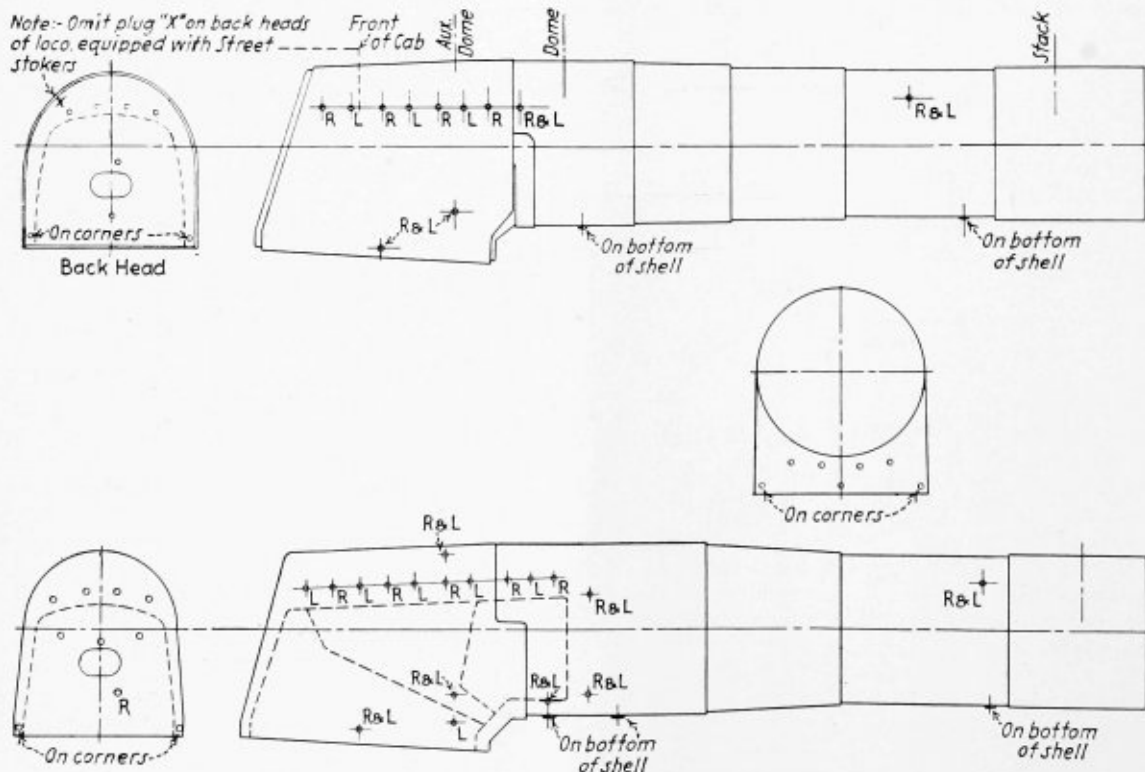 Note:- Omit plug "X" on back heads
of loco. equipped with Street
stokers
Front
of Cab
Aux.
Dome
Dome
Stack
X
R L R L R L R R&L
R&L
R&L
On corners
Back Head
On bottom
of shell
On bottom
of shell
On corners
R&L
L R L R L R L R L R
R&L
R&L
R&L
R&L
R&L
R&L
L
R
On corners
On bottom
of shell
On bottom
of shell